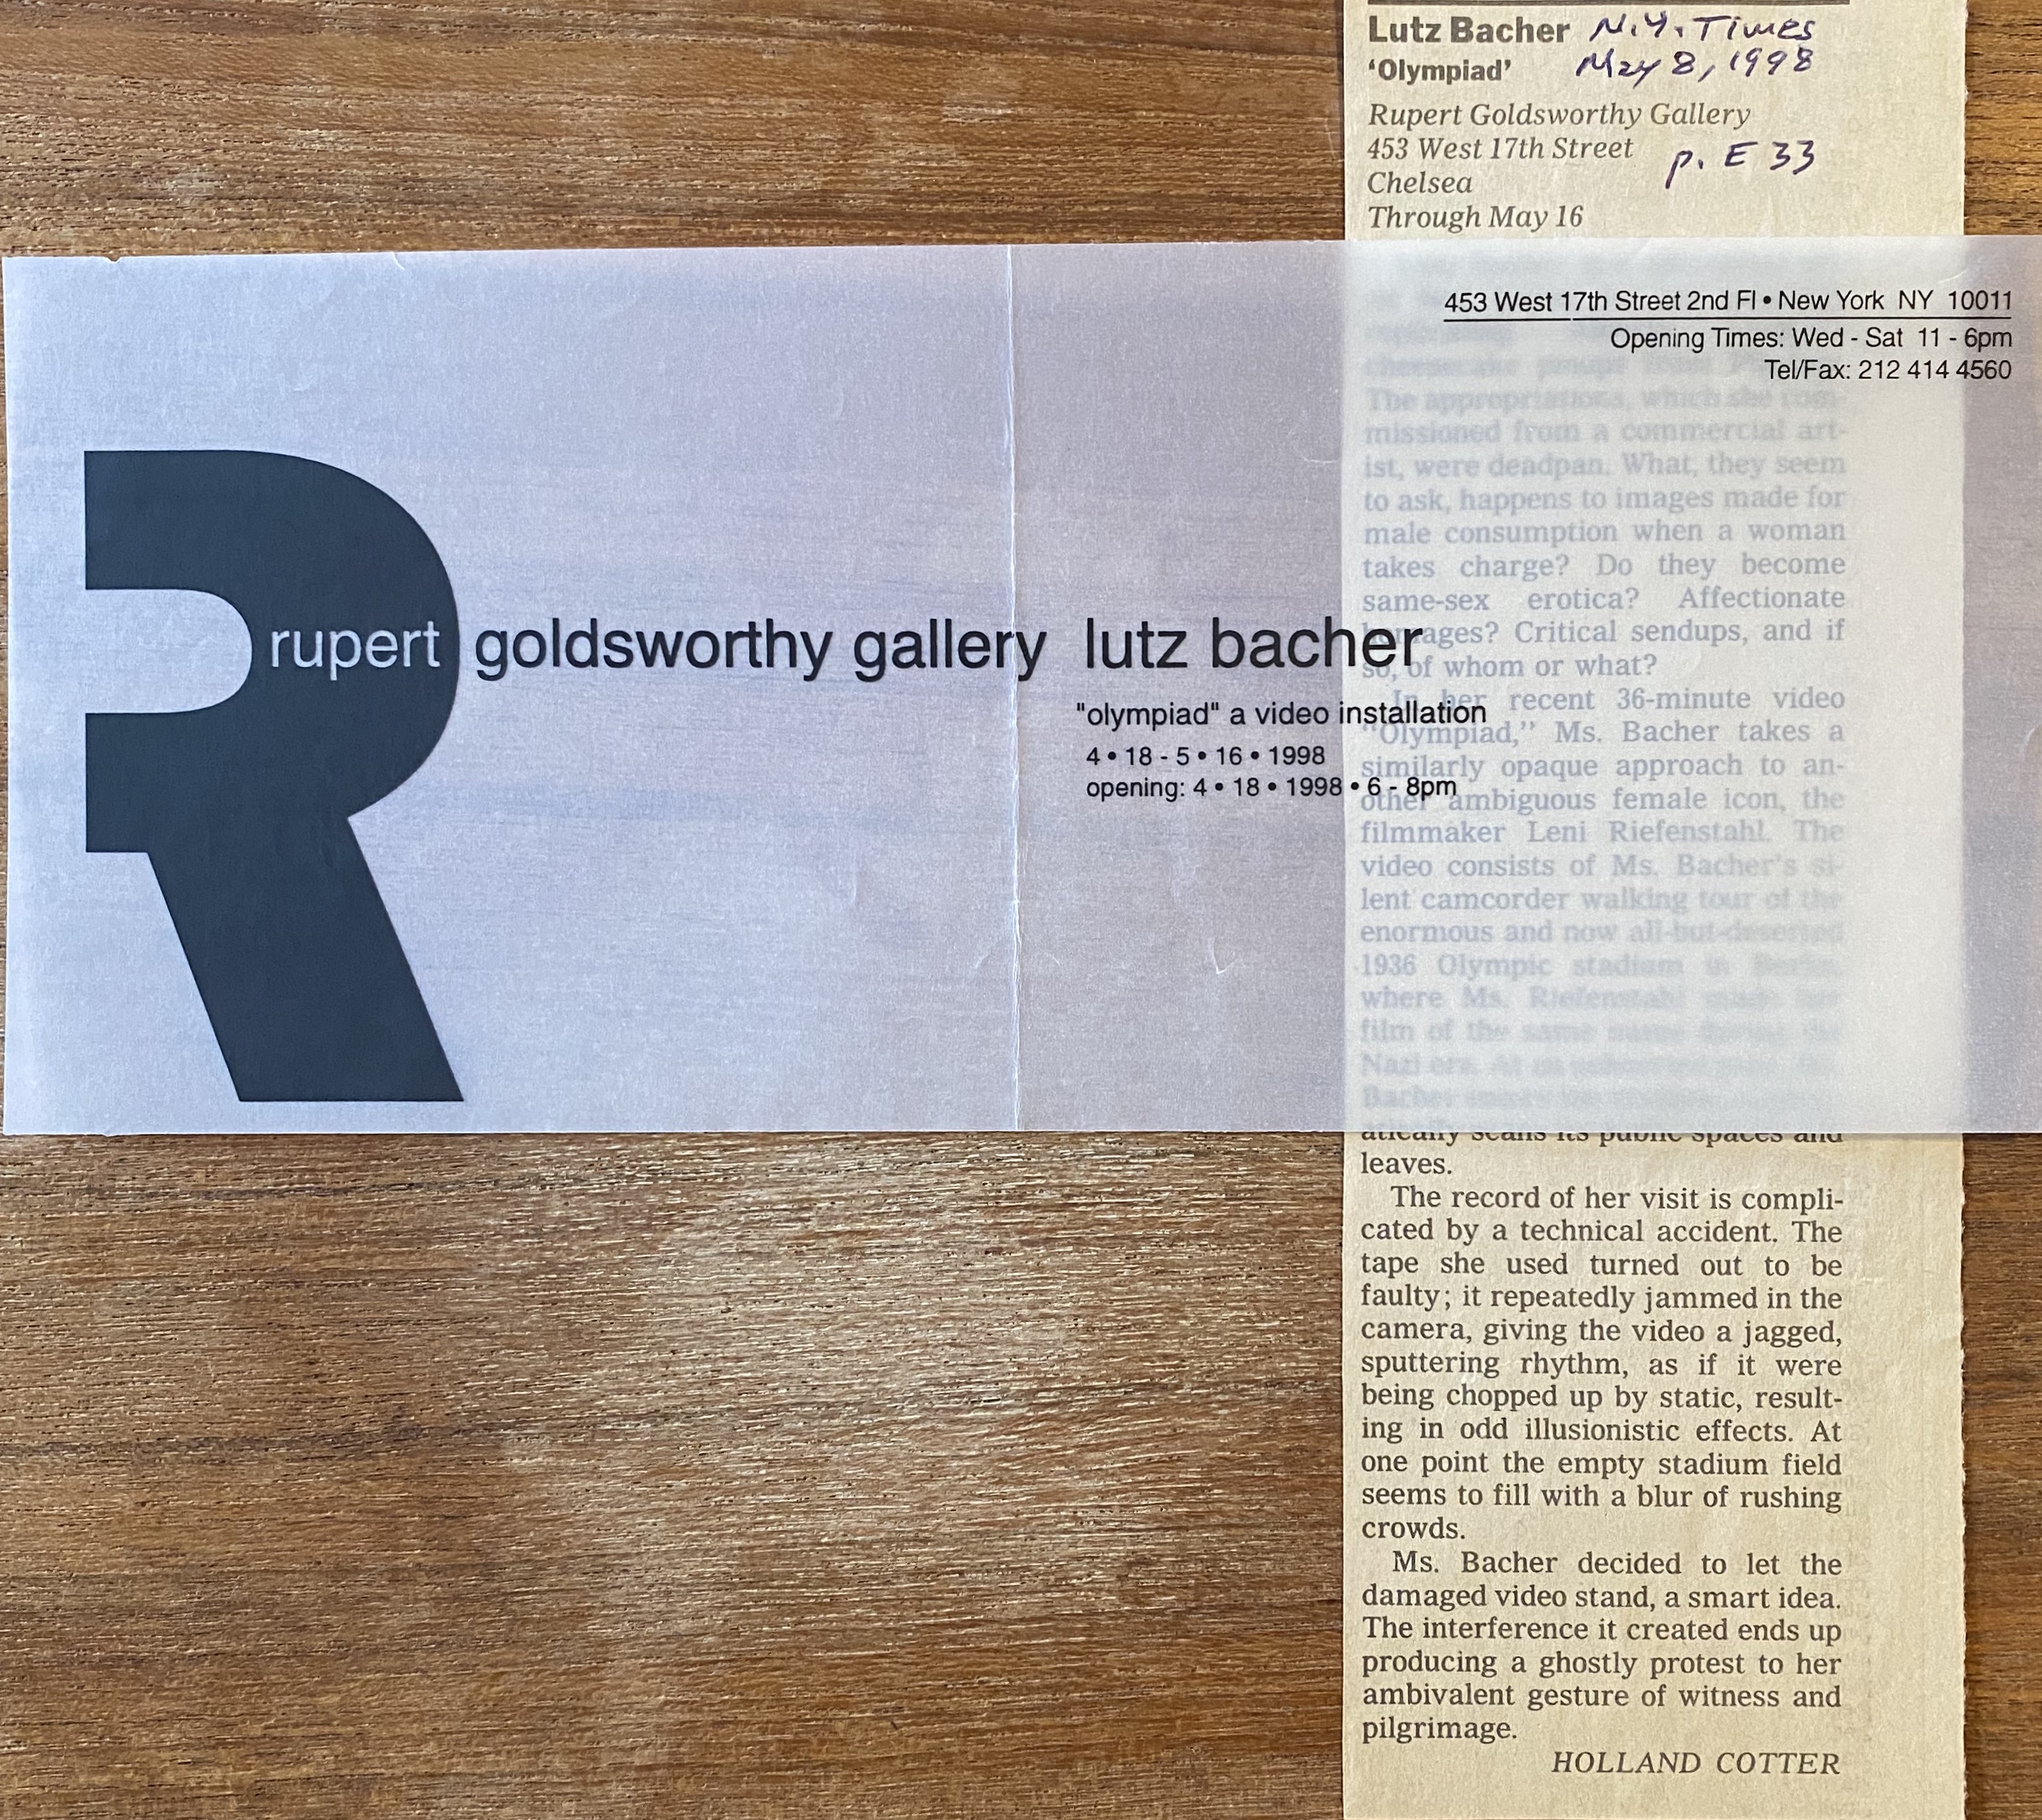 Lutz Bacher N.Y. Times
'Olympiad' May 8, 1998
Rupert Goldsworthy Gallery
453 West 17th Street p. E 33
Chelsea
Through May 16
453 West 17th Street 2nd Fl • New York NY 10011
Opening Times: Wed - Sat 11 - 6pm
Tel/Fax: 212 414 4560
rupert goldsworthy gallery lutz bacher
"olympiad" a video installation
4 • 18 - 5 • 16 • 1998
opening: 4 • 18 • 1998 • 6 - 8pm
The appropriations, which she com-
missioned from a commercial art-
ist, were deadpan. What, they seem
to ask, happens to images made for
male consumption when a woman
takes charge? Do they become
same-sex erotica? Affectionate
homages? Critical sendups, and if
so, of whom or what?
In her recent 36-minute video
"Olympiad," Ms. Bacher takes a
similarly opaque approach to an-
other ambiguous female icon, the
filmmaker Leni Riefenstahl. The
video consists of Ms. Bacher's si-
lent camcorder walking tour of the
enormous and now all-but-deserted
1936 Olympic stadium in Berlin,
where Ms. Riefenstahl made her
film of the same name during the
Nazi era. At
Bacher
atically scans its public spaces and
leaves.
The record of her visit is compli-
cated by a technical accident. The
tape she used turned out to be
faulty; it repeatedly jammed in the
camera, giving the video a jagged,
sputtering rhythm, as if it were
being chopped up by static, result-
ing in odd illusionistic effects. At
one point the empty stadium field
seems to fill with a blur of rushing
crowds.
Ms. Bacher decided to let the
damaged video stand, a smart idea.
The interference it created ends up
producing a ghostly protest to her
ambivalent gesture of witness and
pilgrimage.
HOLLAND COTTER